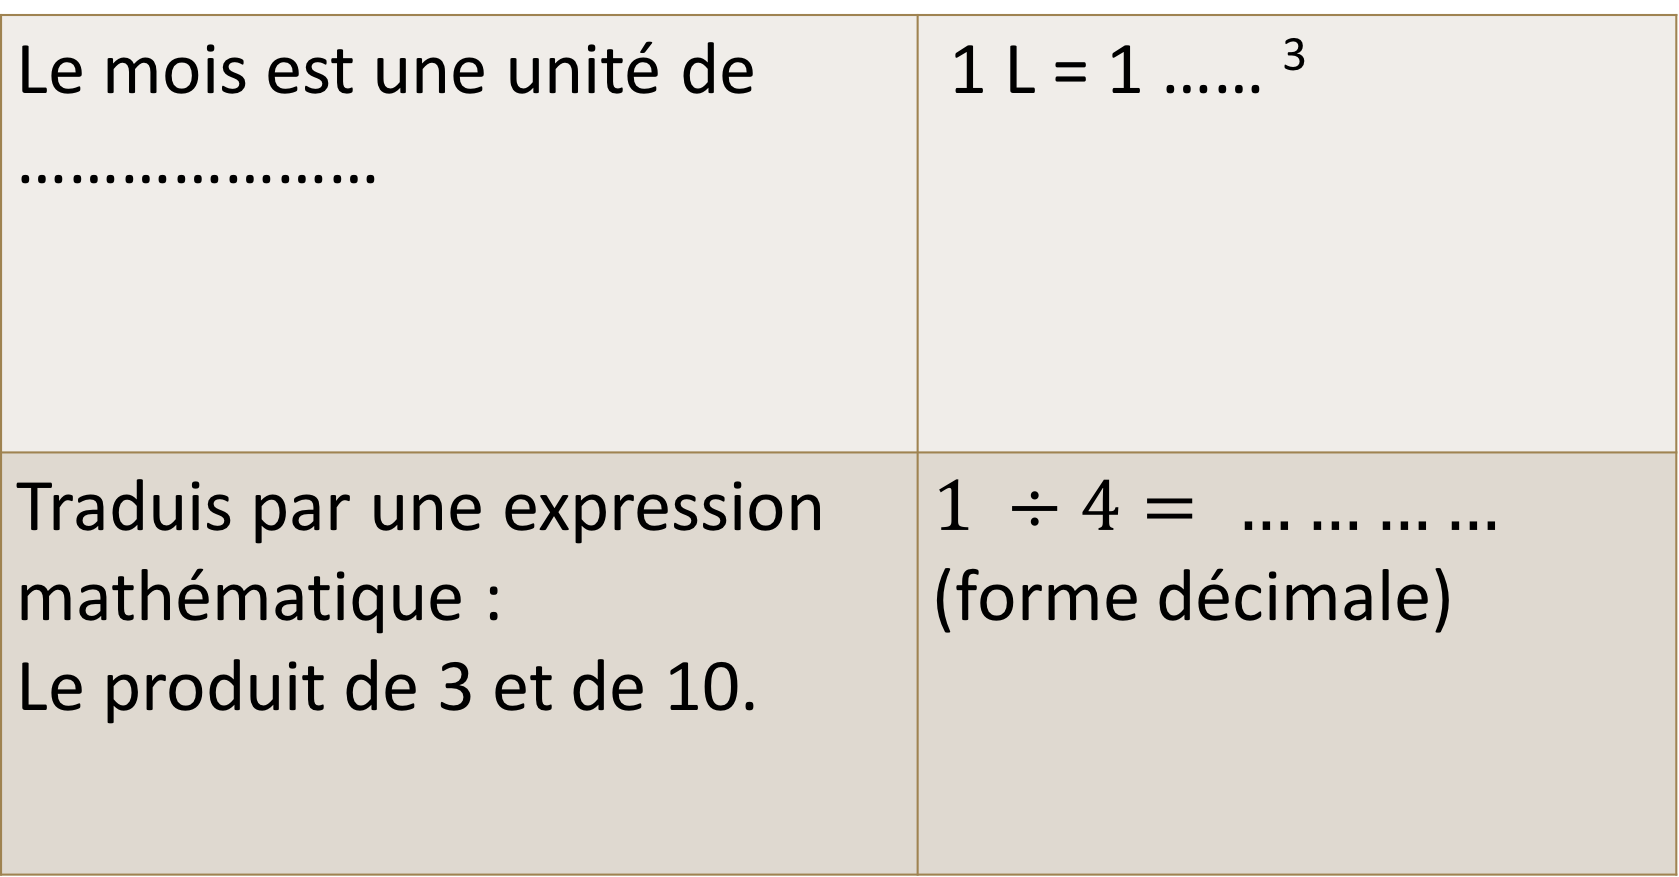 Le mois est une unité de
…………………
1 L = 1 …… ³
Traduis par une expression
mathématique :
Le produit de 3 et de 10.
1 ÷ 4 = … … … …
(forme décimale)